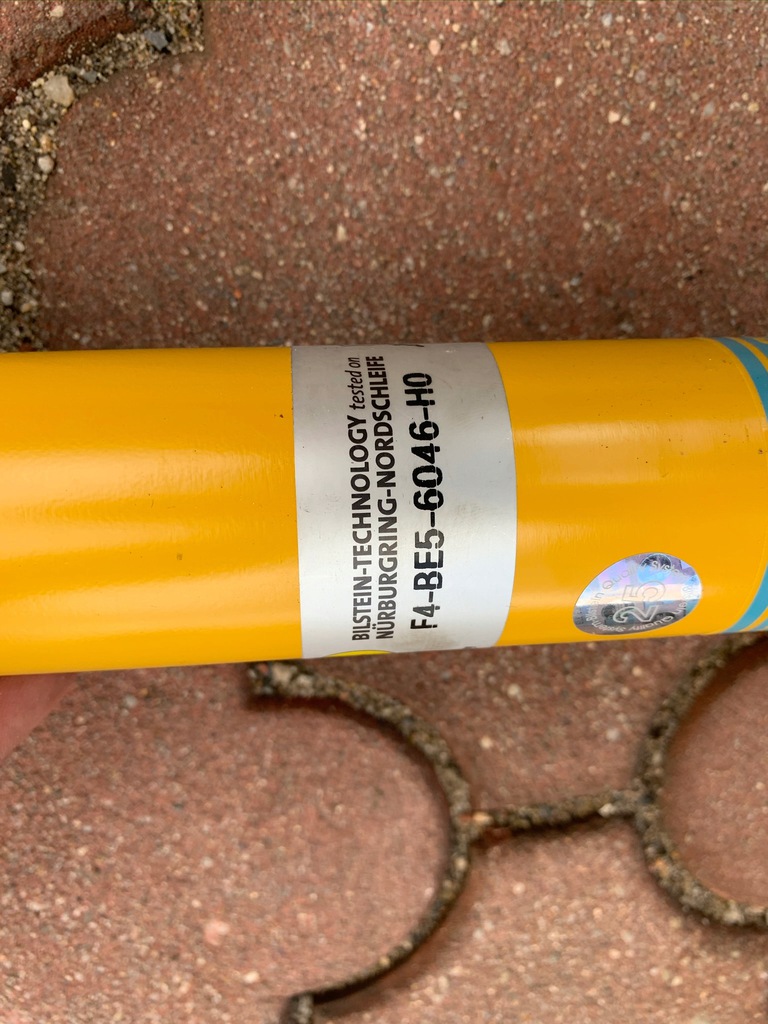 BILSTEIN-TECHNOLOGY tested on
NÜRBURGRING-NORDSCHLEIFE
F4-BE5-6046-H0